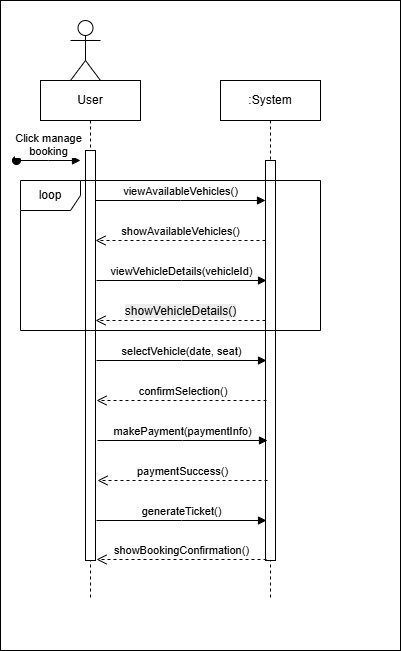 User
:System
Click manage
booking
loop
viewAvailableVehicles()
showAvailableVehicles()
viewVehicleDetails(vehicleId)
showVehicleDetails()
selectVehicle(date, seat)
confirmSelection()
makePayment(paymentInfo)
paymentSuccess()
generateTicket()
showBookingConfirmation()